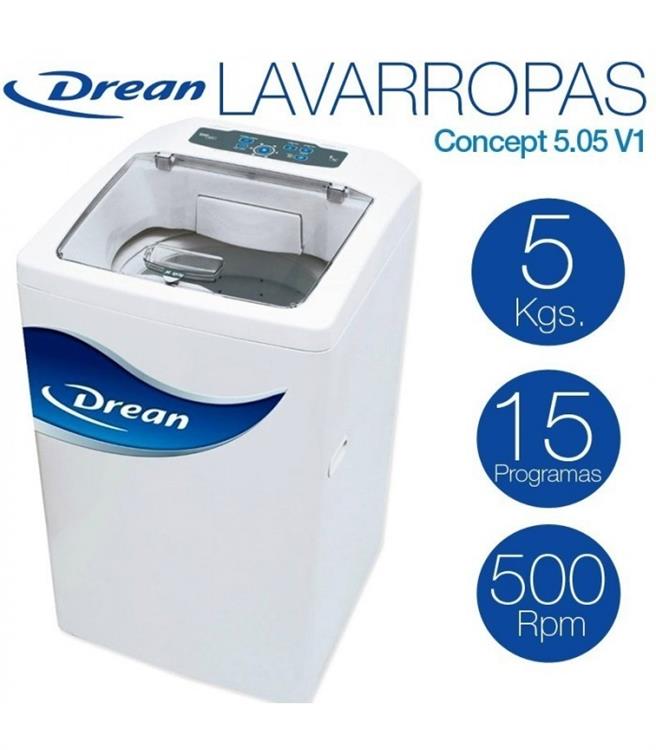 Drean LAVARROPAS
Concept 5.05 V1
5
Kgs.
Drean
15
Programas
500
Rpm